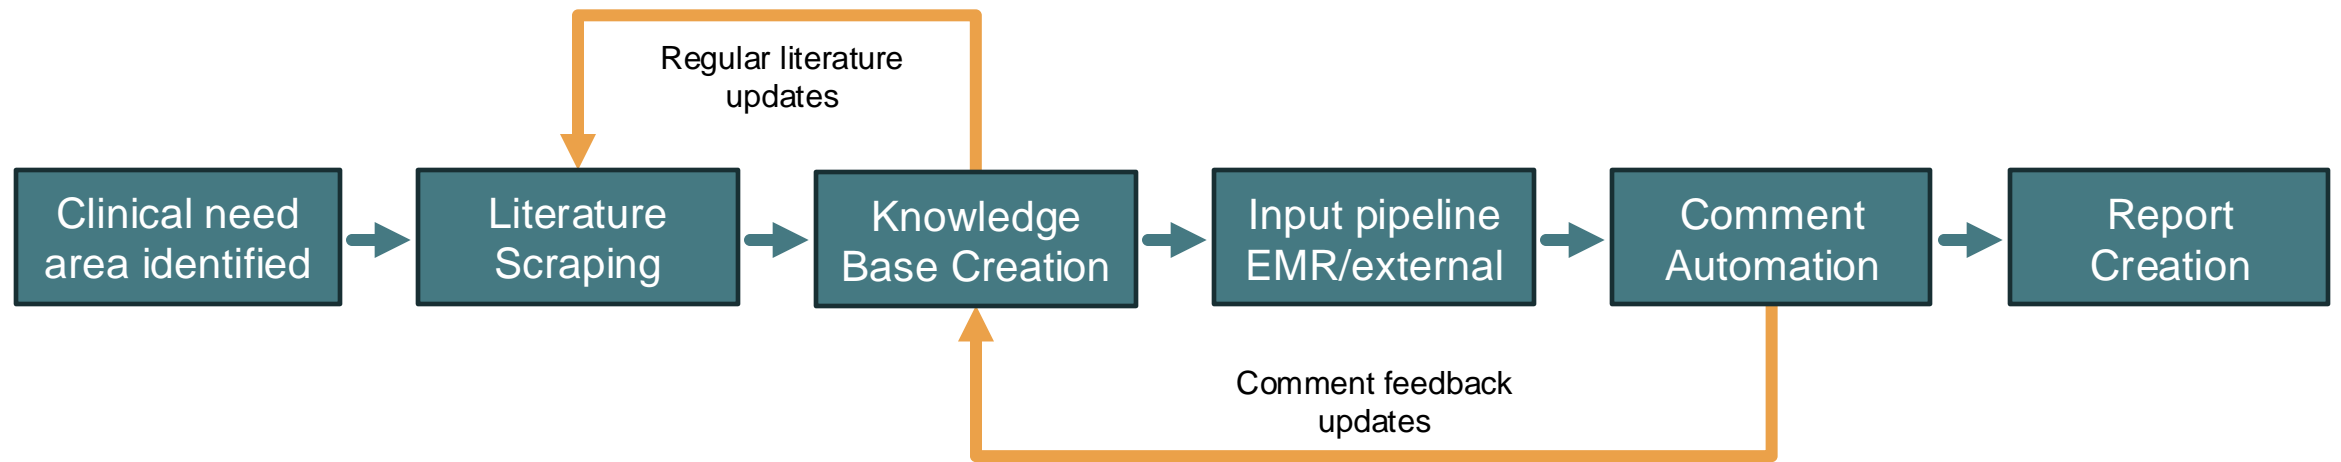 Regular literature
updates
Clinical need
area identified
Literature
Scraping
Knowledge
Base Creation
Input pipeline
EMR/external
Comment
Automation
Report
Creation
Comment feedback
updates